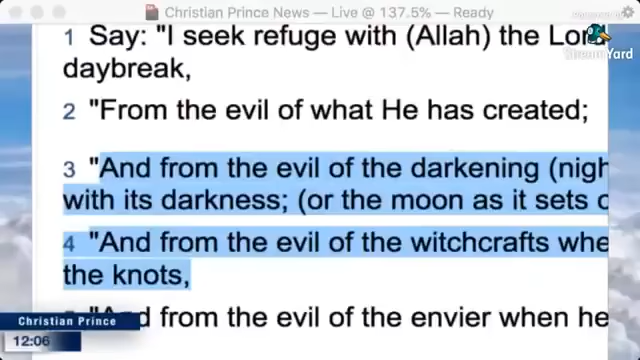 Christian Prince News — Live @ 137.5% — Ready
1 Say: "I seek refuge with (Allah) the Lord
daybreak,
2 "From the evil of what He has created;
3 "And from the evil of the darkening (nigh
with its darkness; (or the moon as it sets o
4 "And from the evil of the witchcrafts whe
the knots,
"And from the evil of the envier when he
Christian Prince
12:06
StreamYard